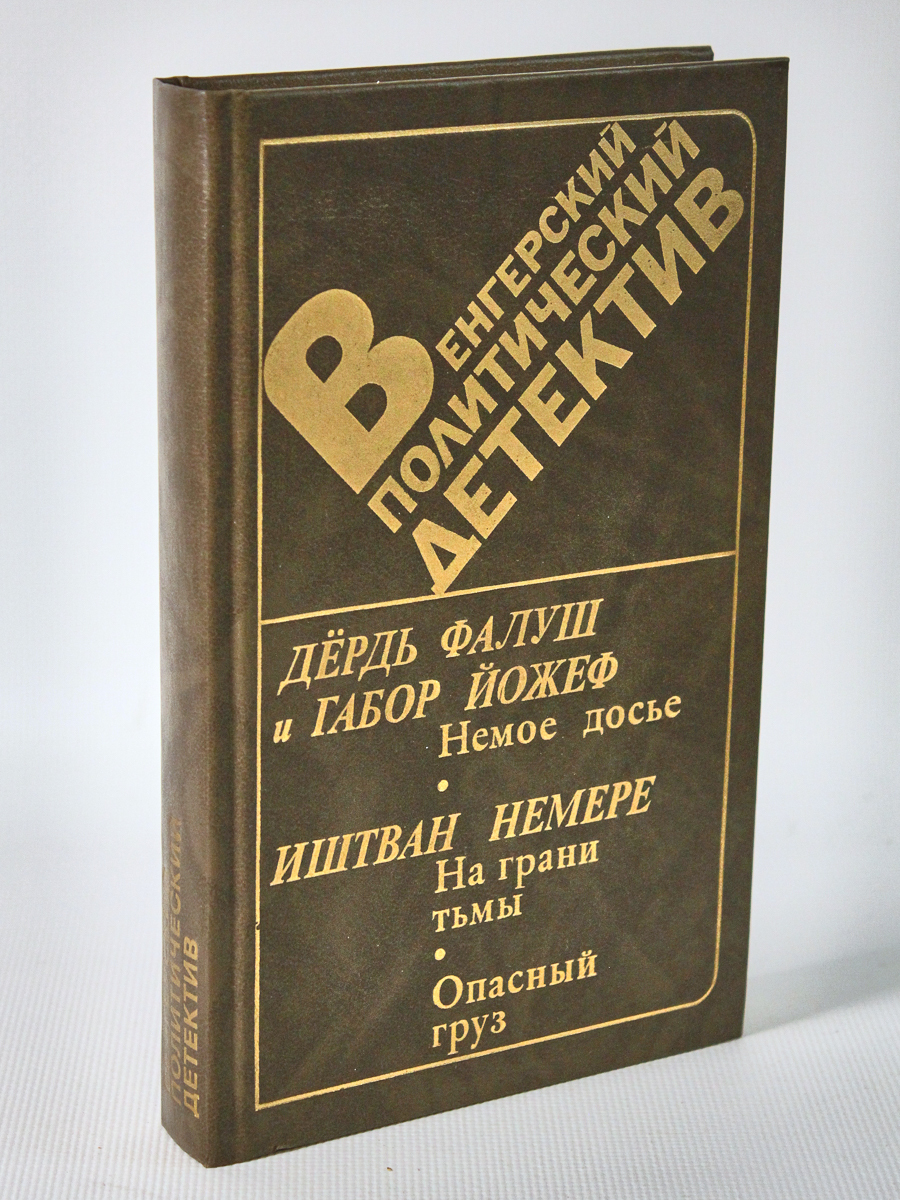 ВЕНГЕРСКИЙ
ПОЛИТИЧЕСКИЙ
ДЕТЕКТИВ
ДЁРДЬ ФАЛУШ
и ГАБОР ЙОЖЕФ
Немое досье
•
ИШТВАН НЕМЕРЕ
На грани
тьмы
•
Опасный
груз
ПОЛИТИЧЕСКИЙ
ДЕТЕКТИВ